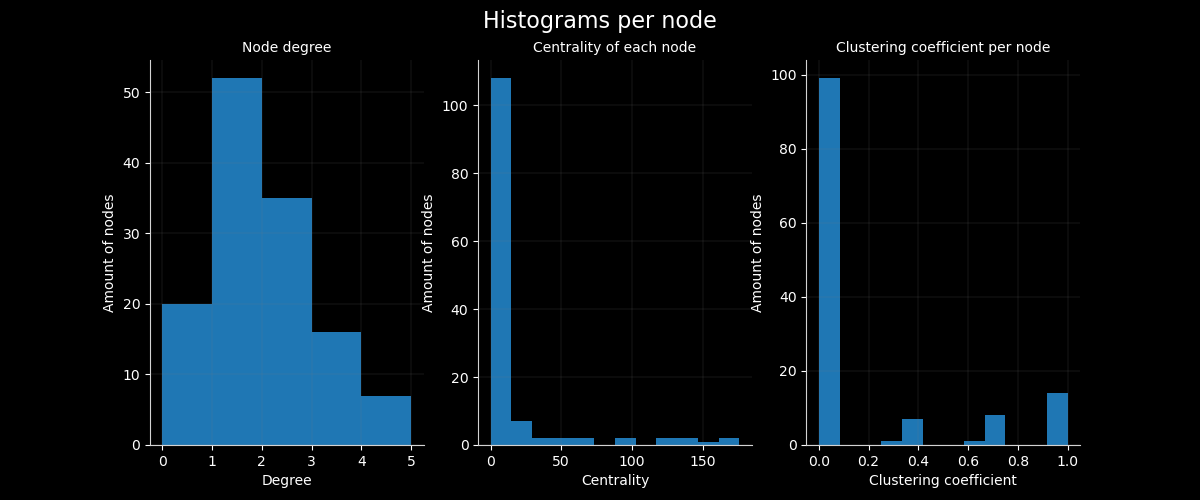 Histograms per node
Node degree
Amount of nodes
50
40
30
20
10
0
0 1 2 3 4 5
Degree
Centrality of each node
Amount of nodes
100
80
60
40
20
0
0 50 100 150
Centrality
Clustering coefficient per node
Amount of nodes
100
80
60
40
20
0
0.0 0.2 0.4 0.6 0.8 1.0
Clustering coefficient